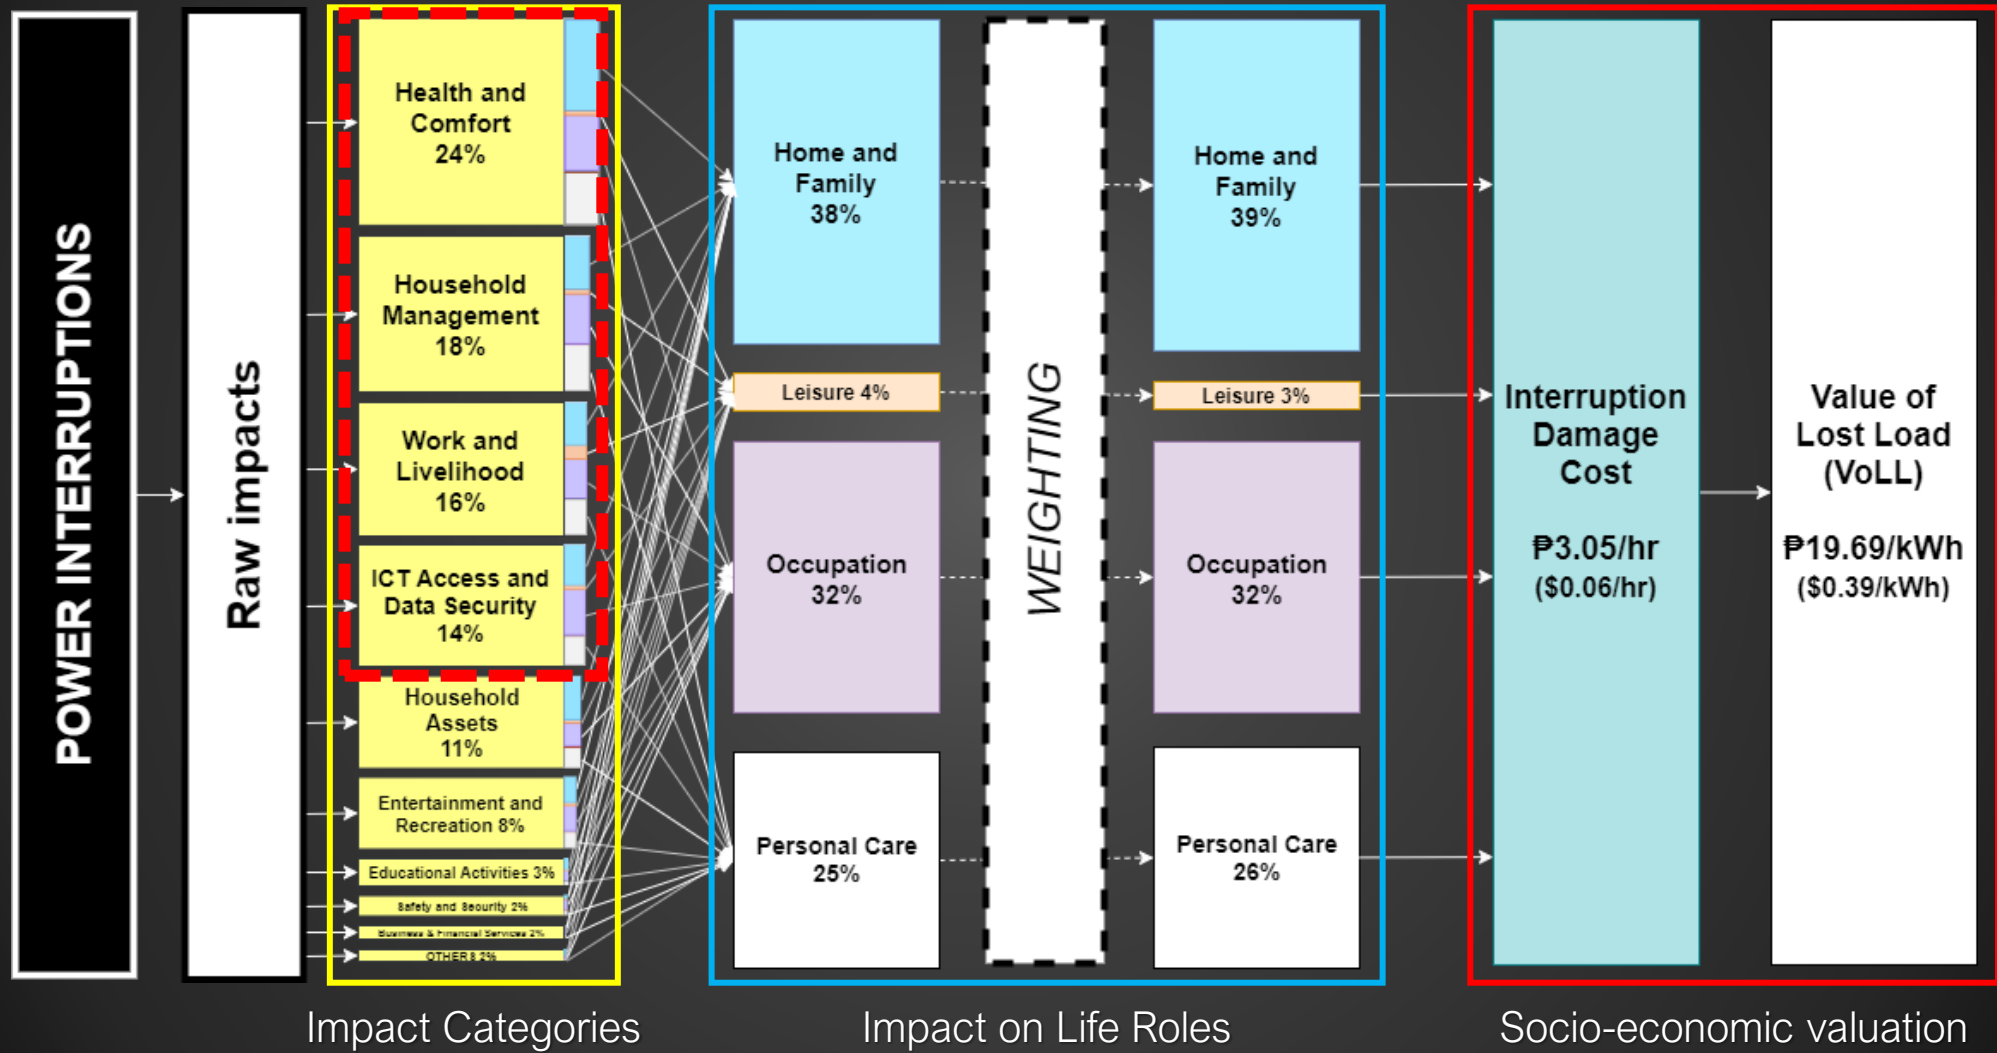 POWER INTERRUPTIONS
Raw impacts
Health and
Comfort
24%
Household
Management
18%
Work and
Livelihood
16%
ICT Access and
Data Security
14%
Household
Assets
11%
Entertainment and
Recreation 8%
Educational Activities 3%
Safety and Security 2%
Business & Financial Services 2%
OTHERS 2%
Home and
Family
38%
Leisure 4%
Occupation
32%
Personal Care
25%
WEIGHTING
Home and
Family
39%
Leisure 3%
Occupation
32%
Personal Care
26%
Interruption
Damage
Cost
₱3.05/hr
($0.06/hr)
Value of
Lost Load
(VoLL)
₱19.69/kWh
($0.39/kWh)
Impact Categories
Impact on Life Roles
Socio-economic valuation